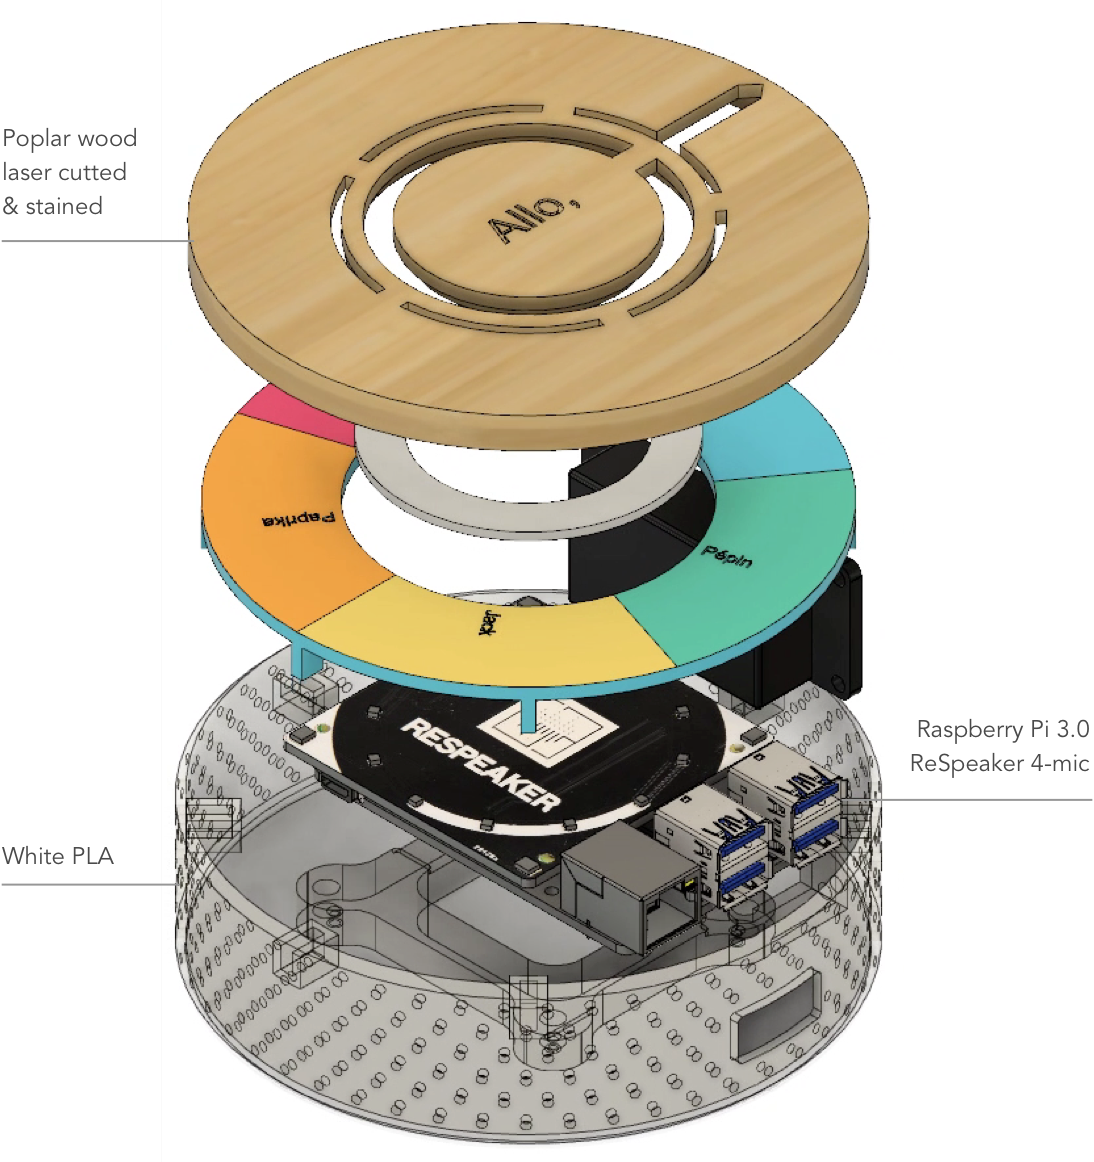 Poplar wood
laser cutted
& stained
Allo,
Paprika
Pépin
Jack
RESPEAKER
Raspberry Pi 3.0
ReSpeaker 4-mic
White PLA